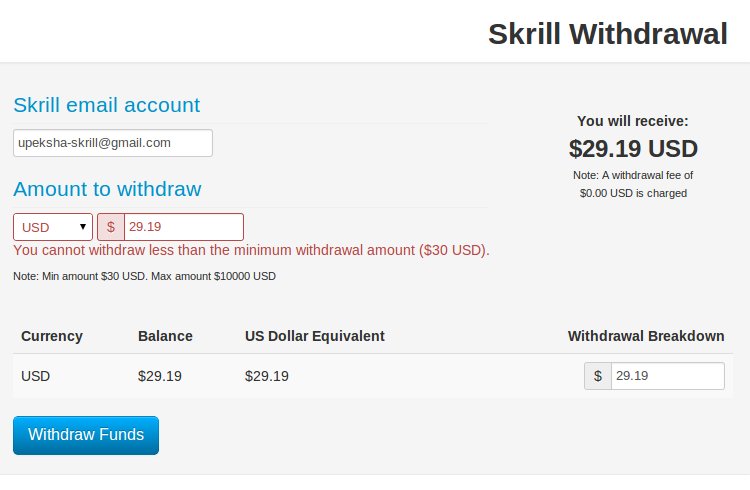 Skrill Withdrawal
Skrill email account
upeksha-skrill@gmail.com
You will receive:
$29.19 USD
Note: A withdrawal fee of
$0.00 USD is charged
Amount to withdraw
USD $ 29.19
You cannot withdraw less than the minimum withdrawal amount ($30 USD).
Note: Min amount $30 USD. Max amount $10000 USD
Currency Balance US Dollar Equivalent Withdrawal Breakdown
USD $29.19 $29.19 $ 29.19
Withdraw Funds